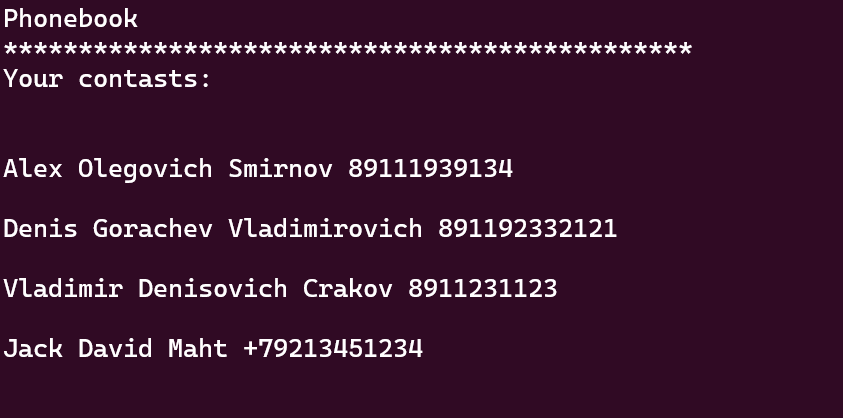 Phonebook
**********************************************
Your contasts:
Alex Olegovich Smirnov 89111939134
Denis Gorachev Vladimirovich 891192332121
Vladimir Denisovich Crakov 8911231123
Jack David Maht +79213451234